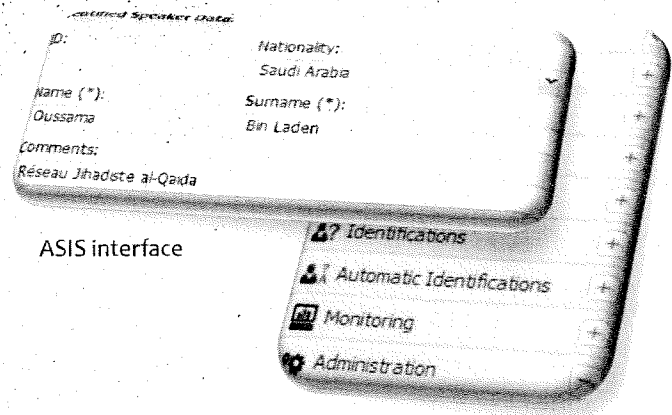 Speaker Data:
ID:
Nationality:
Saudi Arabia
Name (*):
Surname (*):
Oussama
Bin Laden
Comments:
Réseau Jihadiste al-Qaida
ASIS interface
Identifications
Automatic Identifications
Monitoring
Administration